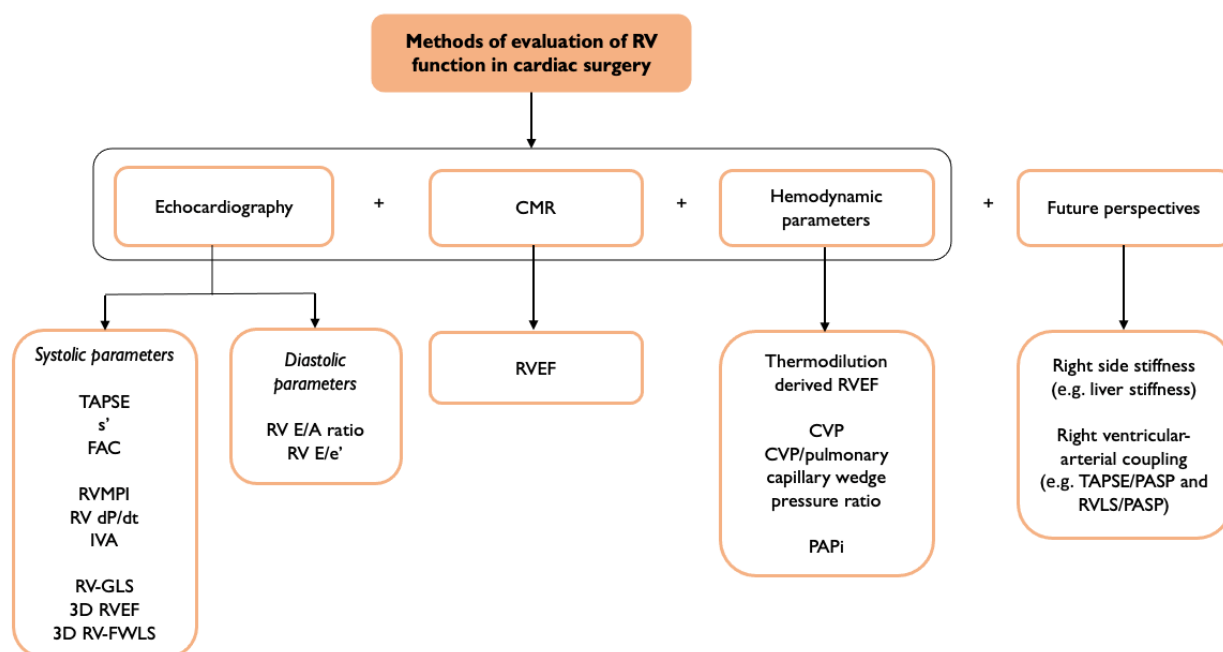 Methods of evaluation of RV
function in cardiac surgery
Echocardiography
+
CMR
+
Hemodynamic
parameters
+
Future perspectives
Systolic parameters
TAPSE
s’
FAC
RVMPI
RV dP/dt
IVA
RV-GLS
3D RVEF
3D RV-FWLS
Diastolic
parameters
RV E/A ratio
RV E/e’
RVEF
Thermodilution
derived RVEF
CVP
CVP/pulmonary
capillary wedge
pressure ratio
PAPi
Right side stiffness
(e.g. liver stiffness)
Right ventricular-
arterial coupling
(e.g. TAPSE/PASP and
RVLS/PASP)